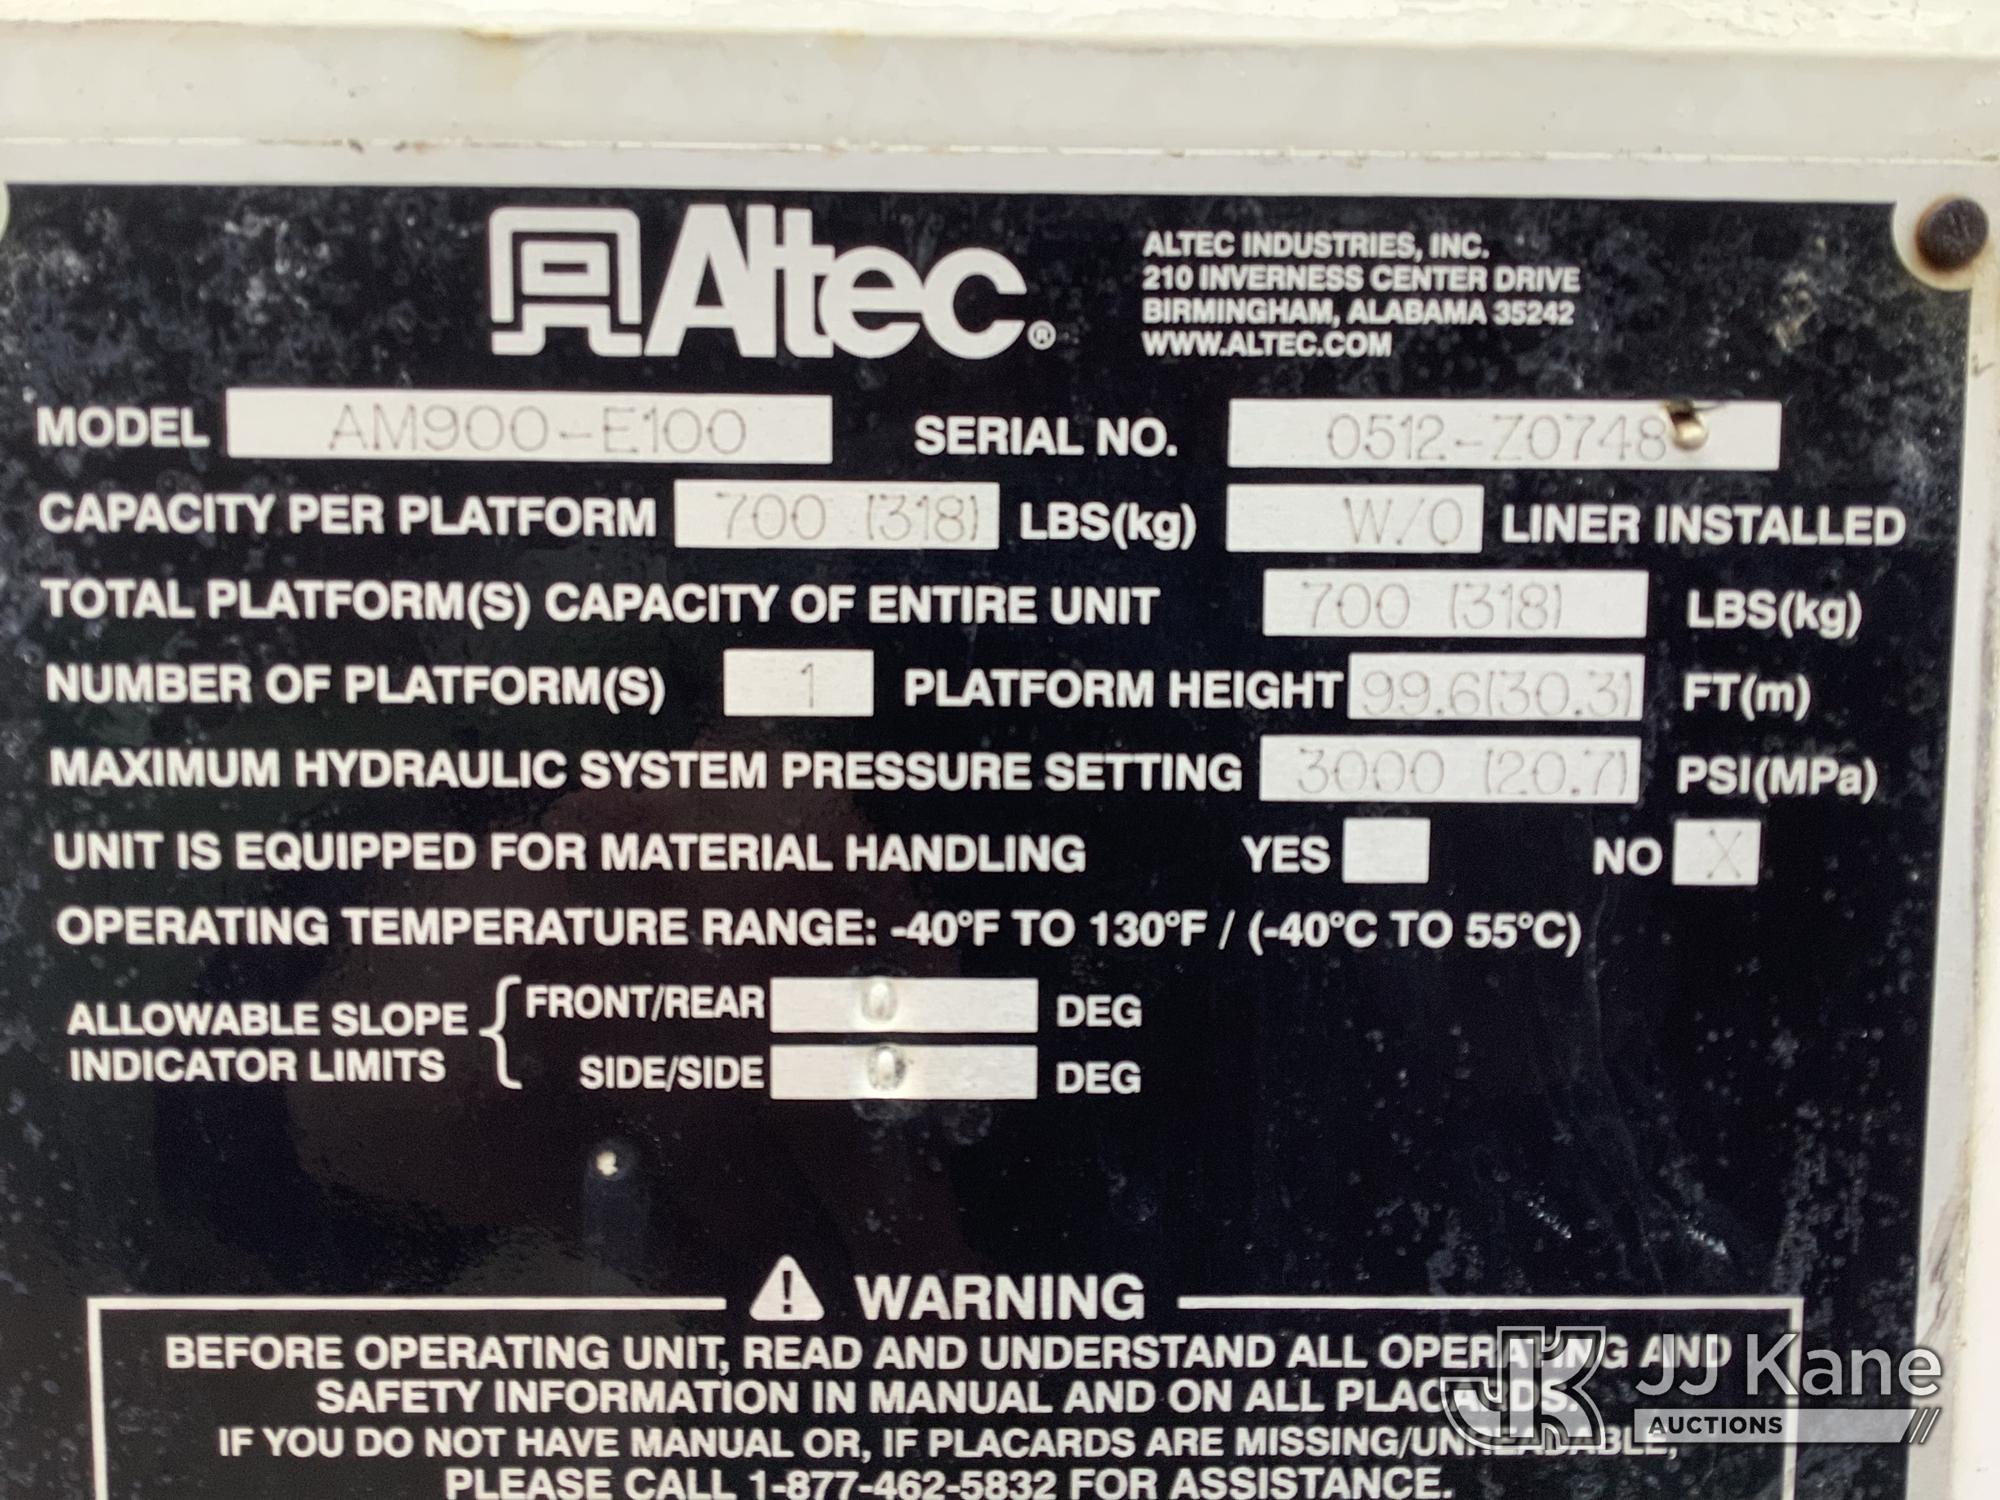 Altec®
ALTEC INDUSTRIES, INC.
210 INVERNESS CENTER DRIVE
BIRMINGHAM, ALABAMA 35242
WWW.ALTEC.COM
MODEL AM900-E100 SERIAL NO. 0512-Z0748
CAPACITY PER PLATFORM 700 (318) LBS(kg) W/O LINER INSTALLED
TOTAL PLATFORM(S) CAPACITY OF ENTIRE UNIT 700 (318) LBS(kg)
NUMBER OF PLATFORM(S) 1 PLATFORM HEIGHT 99.6(30.3) FT(m)
MAXIMUM HYDRAULIC SYSTEM PRESSURE SETTING 3000 (20.7) PSI(MPa)
UNIT IS EQUIPPED FOR MATERIAL HANDLING YES NO X
OPERATING TEMPERATURE RANGE: -40°F TO 130°F / (-40°C TO 55°C)
ALLOWABLE SLOPE INDICATOR LIMITS { FRONT/REAR DEG
SIDE/SIDE DEG
WARNING
BEFORE OPERATING UNIT, READ AND UNDERSTAND ALL OPERATING AND
SAFETY INFORMATION IN MANUAL AND ON ALL PLACARDS.
IF YOU DO NOT HAVE MANUAL OR, IF PLACARDS ARE MISSING/UNREADABLE,
PLEASE CALL 1-877-462-5832 FOR ASSISTANCE.
JK JJ Kane
AUCTIONS